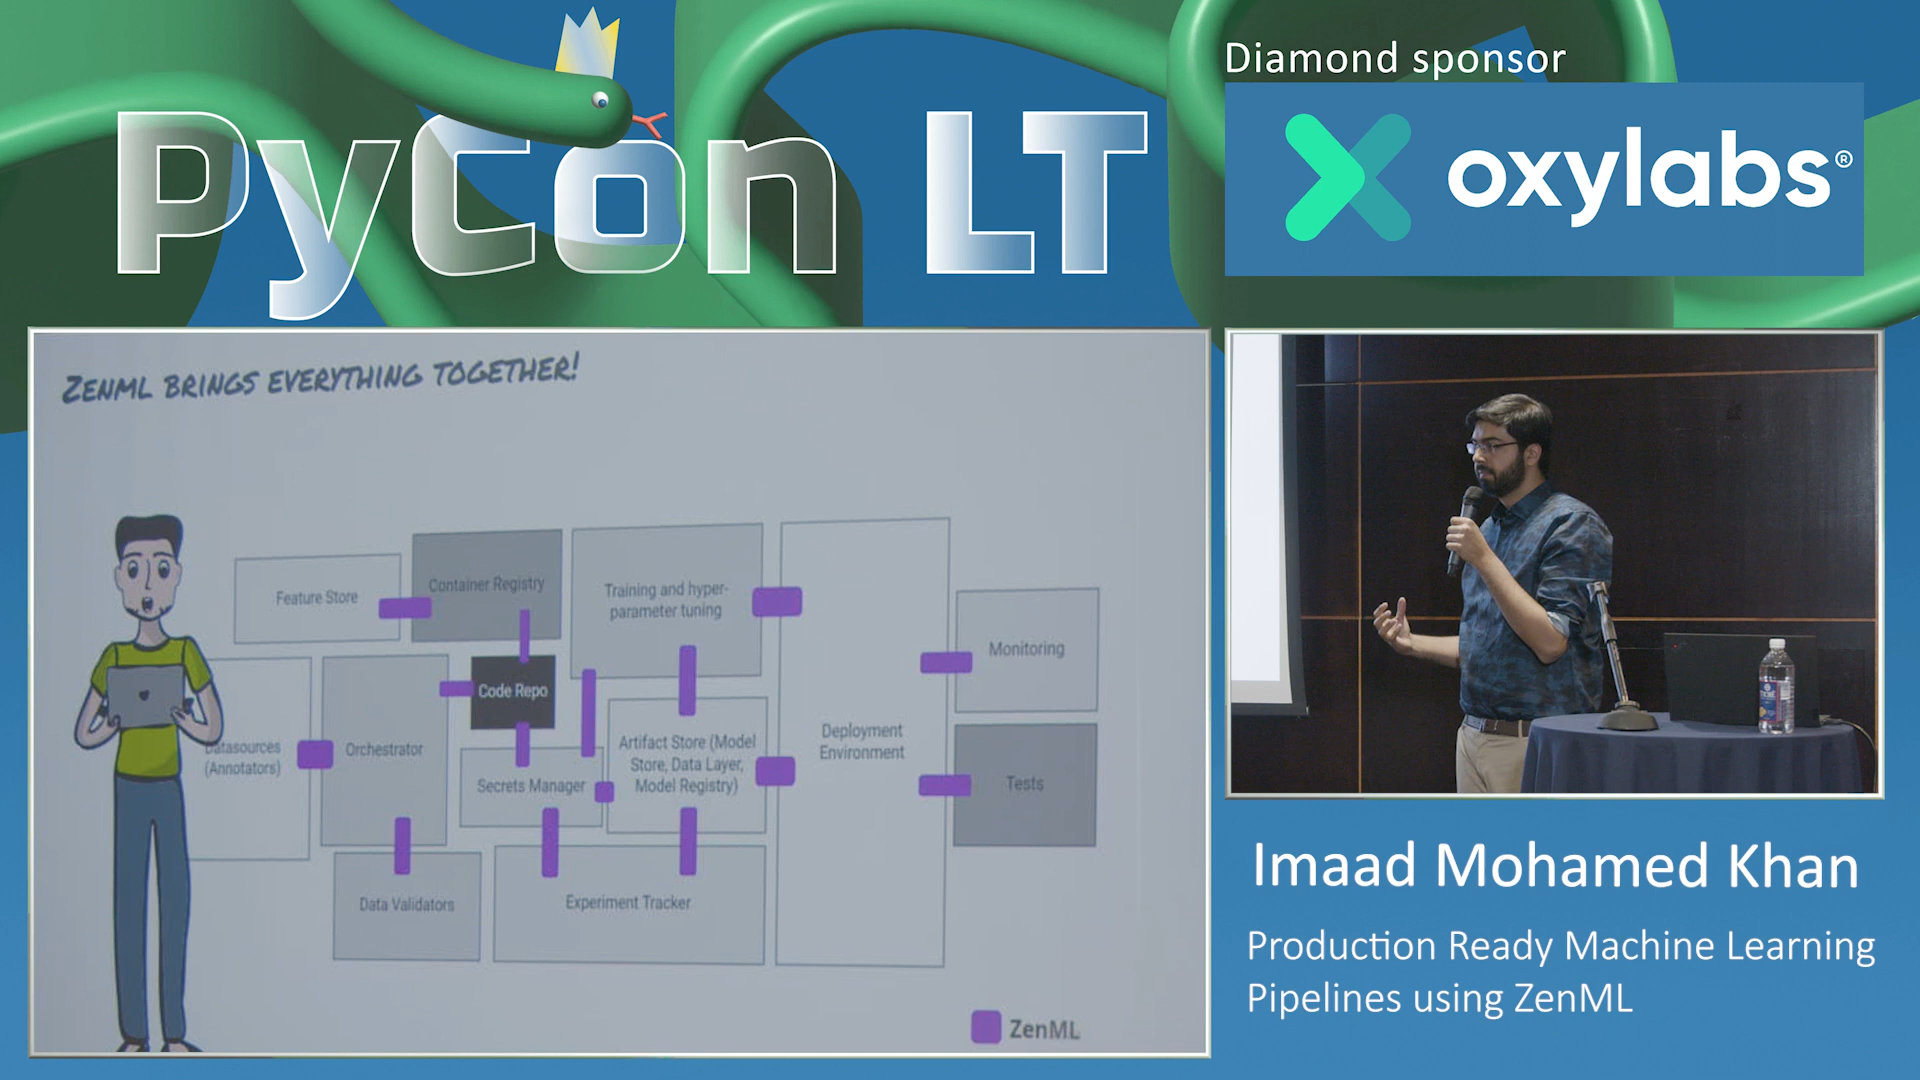 PyCon LT
Diamond sponsor
oxylabs®
ZENML BRINGS EVERYTHING TOGETHER!
Feature Store
Container Registry
Training and hyper-
parameter tuning
Code Repo
Monitoring
Datasources
(Annotators)
Orchestrator
Secrets Manager
Artifact Store (Model
Store, Data Layer,
Model Registry)
Deployment
Environment
Tests
Data Validators
Experiment Tracker
ZenML
Imaad Mohamed Khan
Production Ready Machine Learning
Pipelines using ZenML